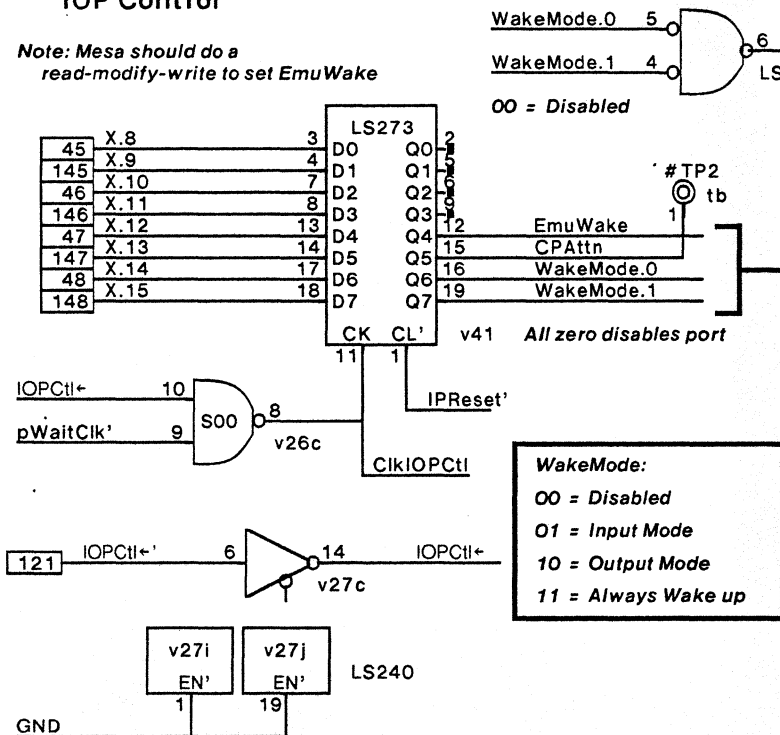 IOP Control
Note: Mesa should do a
read-modify-write to set EmuWake
WakeMode.0 5
6
WakeMode.1 4
LS
00 = Disabled
LS273
45 X.8 3 D0 Q0 2
145 X.9 4 D1 Q1
46 X.10 7 D2 Q2
146 X.11 8 D3 Q3
47 X.12 13 D4 Q4 12 EmuWake
147 X.13 14 D5 Q5 15 CPAttn
48 X.14 17 D6 Q6 16 WakeMode.0
148 X.15 18 D7 Q7 19 WakeMode.1
#TP2
tb
1
CK CL'
11 1
v41
All zero disables port
IOPCtl← 10
S00
8
pWaitClk' 9
v26c
IPReset'
ClkIOPCtl
WakeMode:
00 = Disabled
01 = Input Mode
10 = Output Mode
11 = Always Wake up
121 IOPCtl←' 6 14 IOPCtl←
v27c
v27i v27j
EN' EN'
LS240
1 19
GND